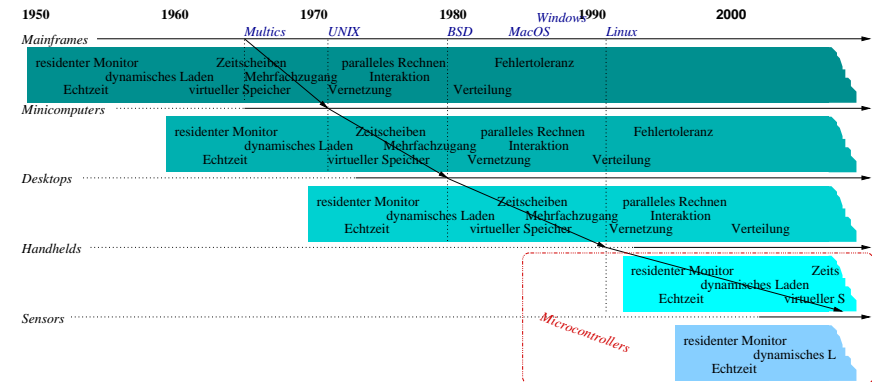 1950 1960 1970 1980 1990 2000
Windows
Multics UNIX BSD MacOS Linux
Mainframes
residenter Monitor Zeitscheiben paralleles Rechnen Fehlertoleranz
dynamisches Laden Mehrfachzugang Interaktion
Echtzeit virtueller Speicher Vernetzung Verteilung
Minicomputers
residenter Monitor Zeitscheiben paralleles Rechnen Fehlertoleranz
dynamisches Laden Mehrfachzugang Interaktion
Echtzeit virtueller Speicher Vernetzung Verteilung
Desktops
residenter Monitor Zeitscheiben paralleles Rechnen
dynamisches Laden Mehrfachzugang Interaktion
Echtzeit virtueller Speicher Vernetzung Verteilung
Handhelds
residenter Monitor Zeits
dynamisches Laden
Echtzeit virtueller S
Sensors
Microcontrollers
residenter Monitor
dynamisches L
Echtzeit